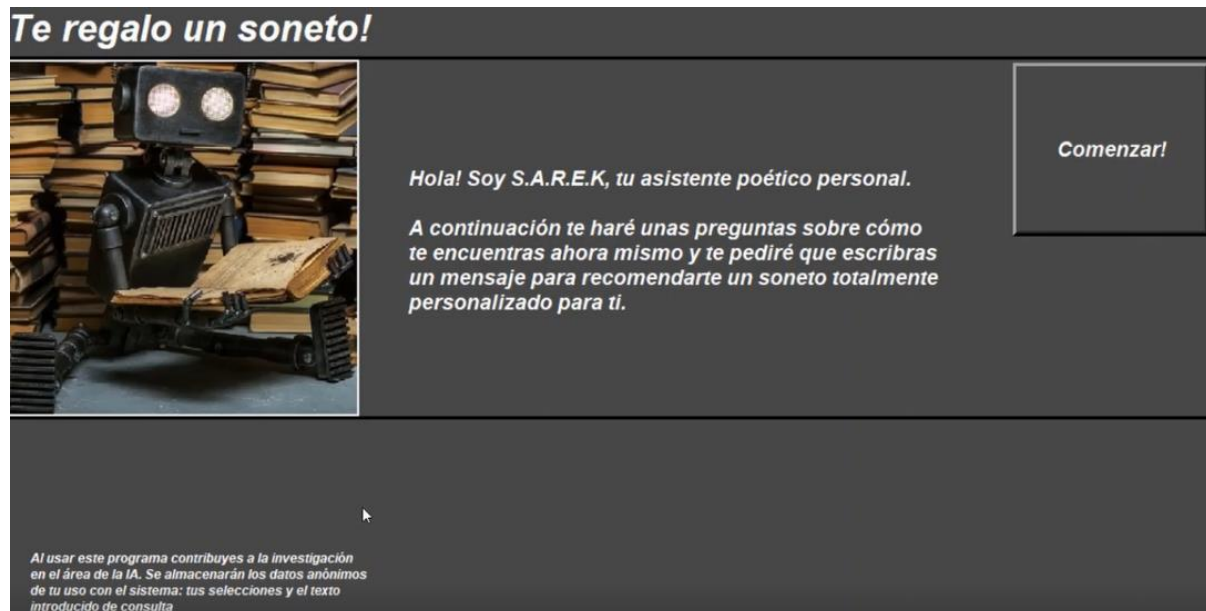 Te regalo un soneto!
Hola! Soy S.A.R.E.K, tu asistente poético personal.
A continuación te haré unas preguntas sobre cómo
te encuentras ahora mismo y te pediré que escribras
un mensaje para recomendarte un soneto totalmente
personalizado para ti.
Comenzar!
Al usar este programa contribuyes a la investigación
en el área de la IA. Se almacenarán los datos anónimos
de tu uso con el sistema: tus selecciones y el texto
introducido de consulta